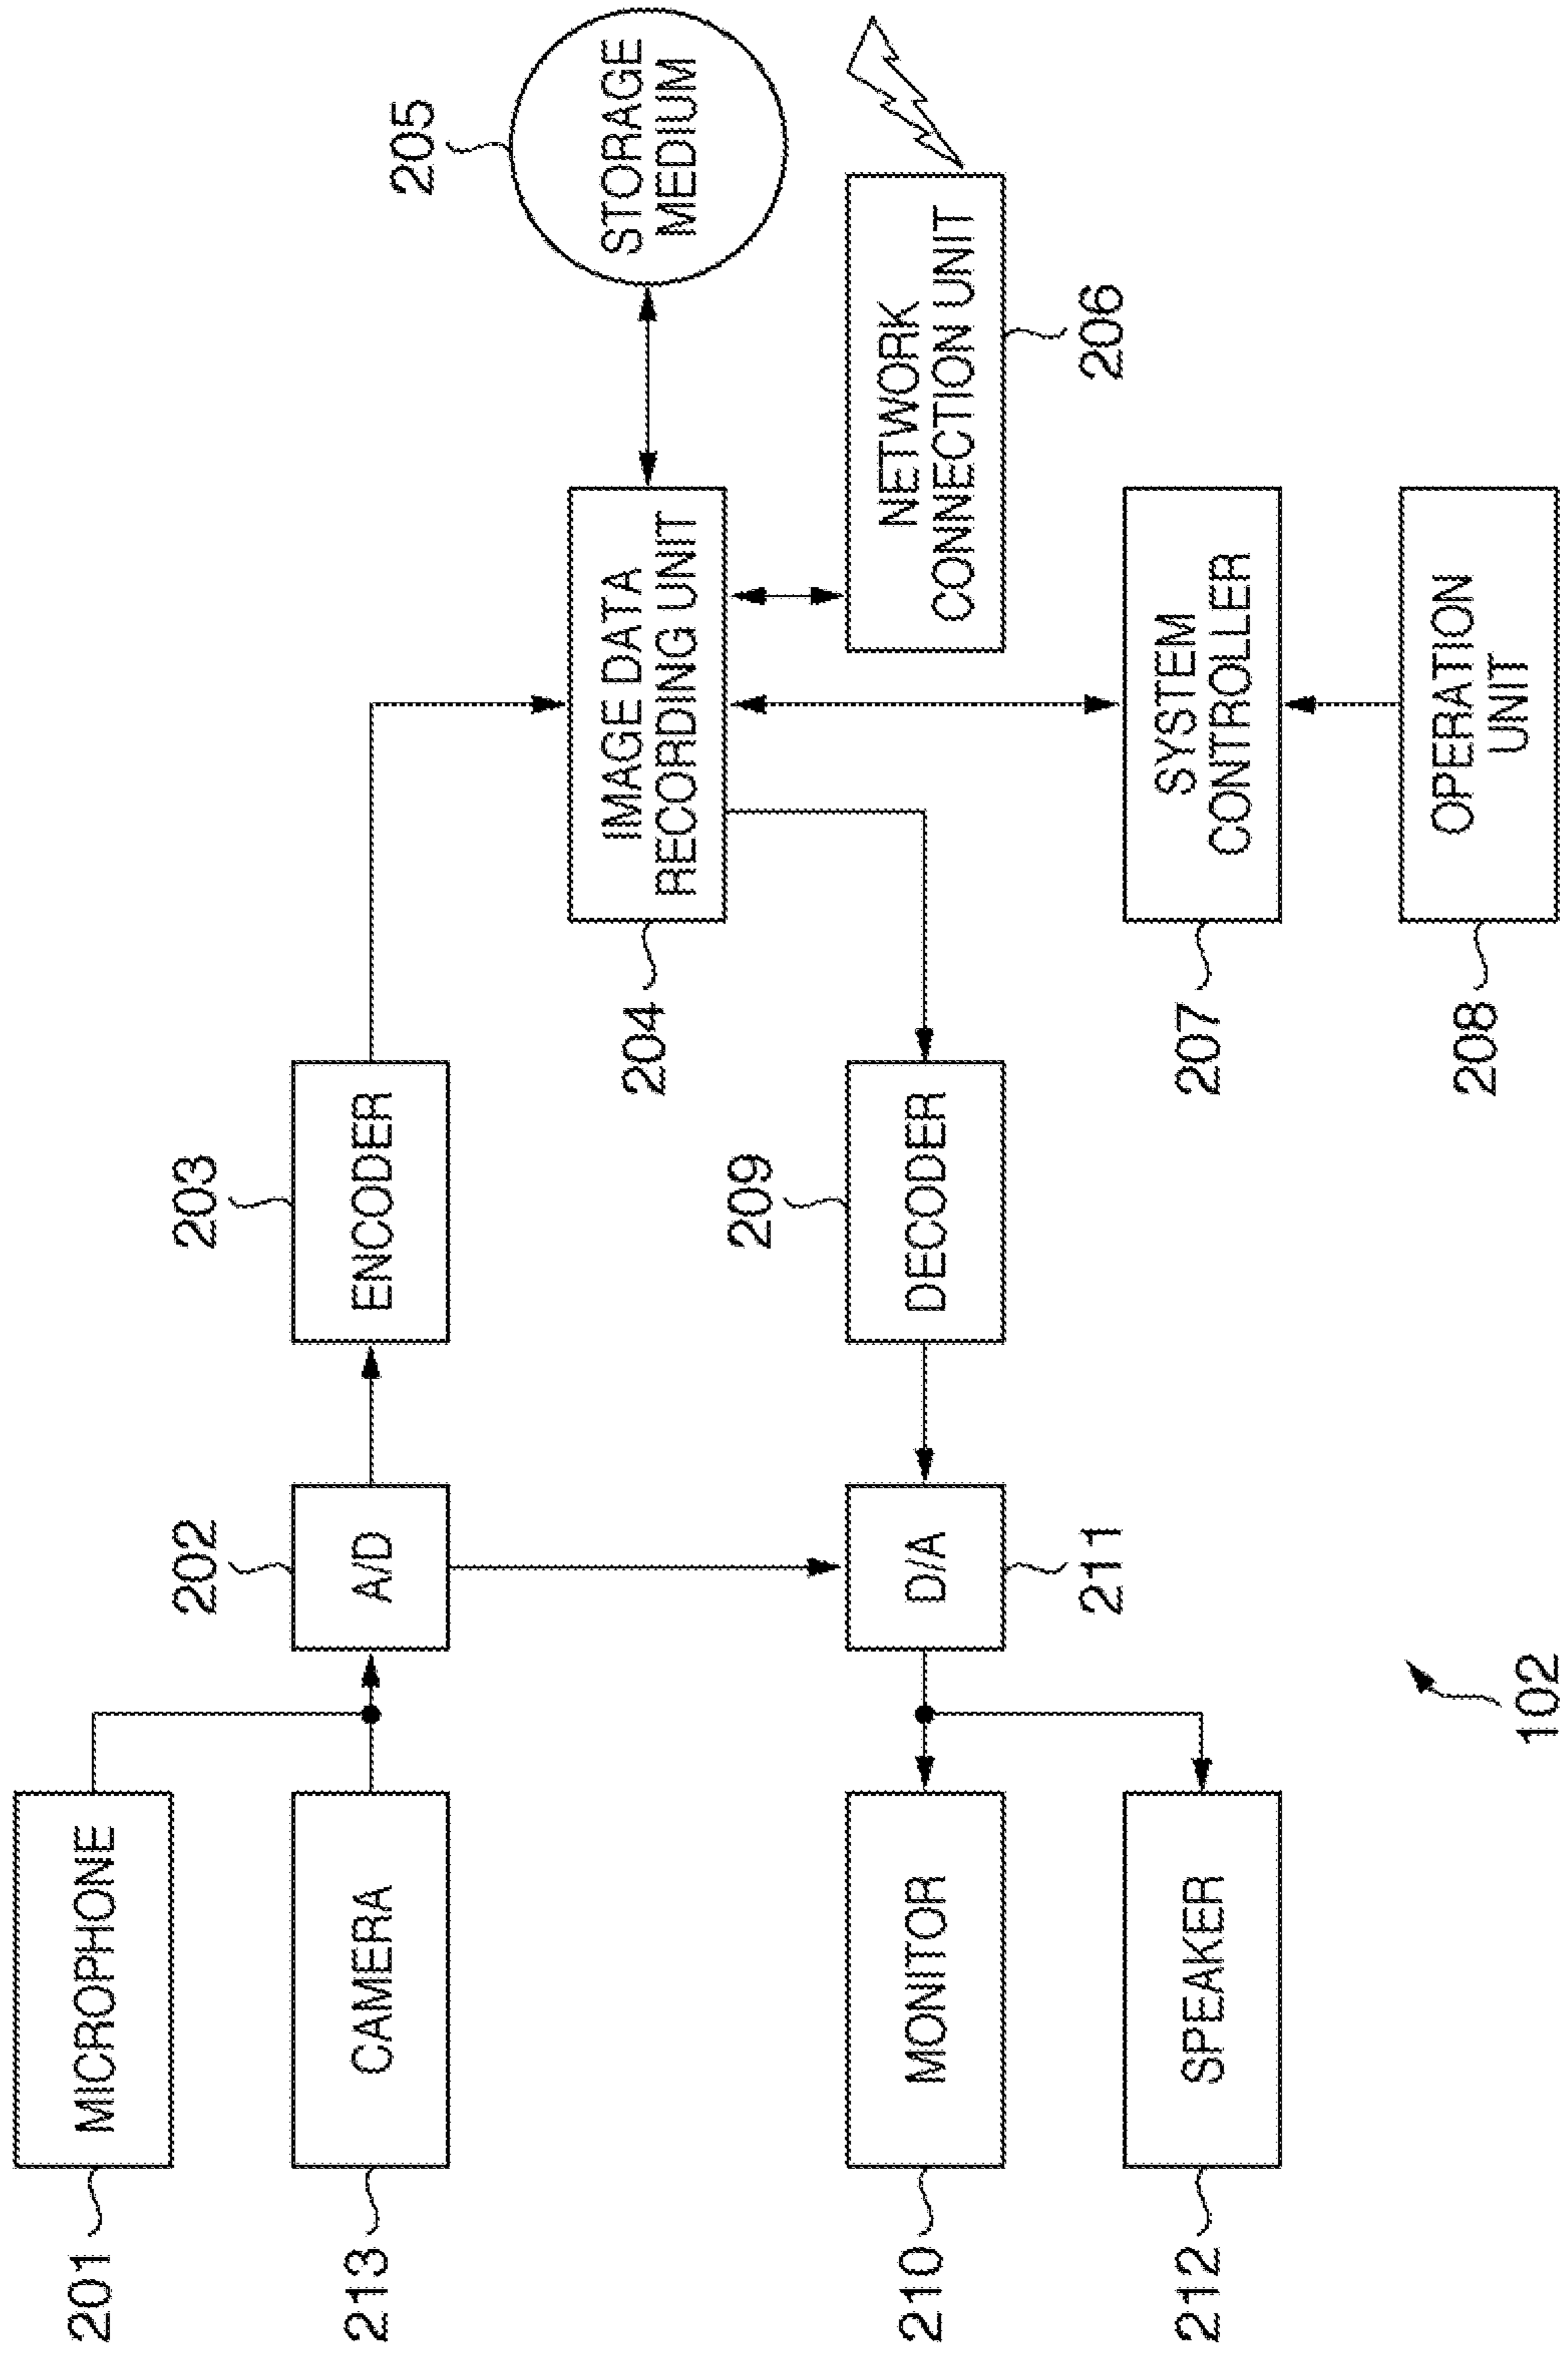 201
MICROPHONE
213
CAMERA
202
A/D
203
ENCODER
204
IMAGE DATA
RECORDING UNIT
205
STORAGE
MEDIUM
NETWORK
CONNECTION UNIT
206
209
DECODER
D/A
211
210
MONITOR
212
SPEAKER
207
SYSTEM
CONTROLLER
208
OPERATION
UNIT
102